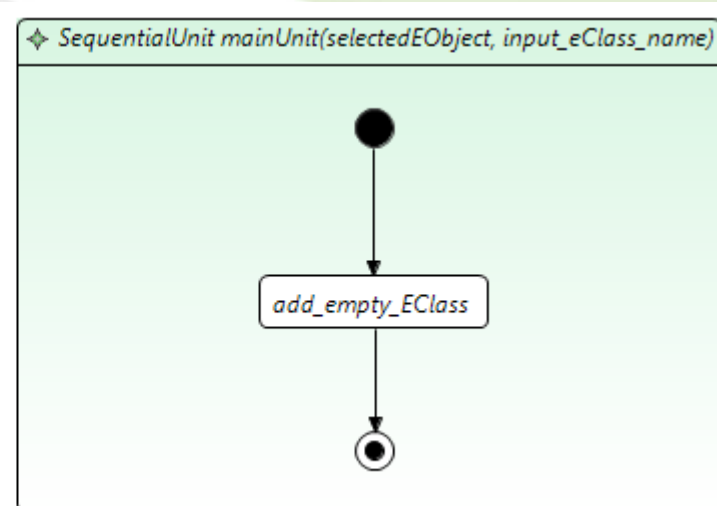 SequentialUnit mainUnit(selectedEObject, input_eClass_name)
add_empty_EClass